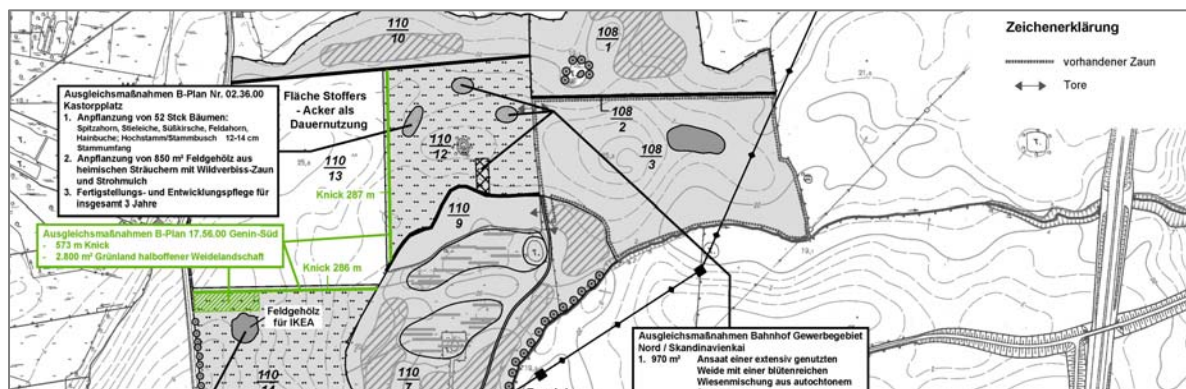 110
10
108
1
Zeichenerklärung
vorhandener Zaun
Tore
Ausgleichsmaßnahmen B-Plan Nr. 02.36.00
Kastorpplatz
1. Anpflanzung von 52 Stck Bäumen:
Spitzahorn, Stieleiche, Süßkirsche, Feldahorn,
Hainbuche; Hochstamm/Stammbusch 12-14 cm
Stammumfang
2. Anpflanzung von 850 m² Feldgehölz aus
heimischen Sträuchern mit Wildverbiss-Zaun
und Strohmulch
3. Fertigstellungs- und Entwicklungspflege für
insgesamt 3 Jahre
Fläche Stoffers
- Acker als
Dauernutzung
110
13
110
12
108
2
108
3
Knick 287 m
110
9
Ausgleichsmaßnahmen B-Plan 17.56.00 Genin-Süd
- 573 m Knick
- 2.800 m² Grünland halboffener Weidelandschaft
Knick 286 m
Feldgehölz
für IKEA
110
110
7
Ausgleichsmaßnahmen Bahnhof Gewerbegebiet
Nord / Skandinavienkai
1. 970 m² Ansaat einer extensiv genutzten
Weide mit einer blütenreichen
Wiesenmischung aus autochtonem